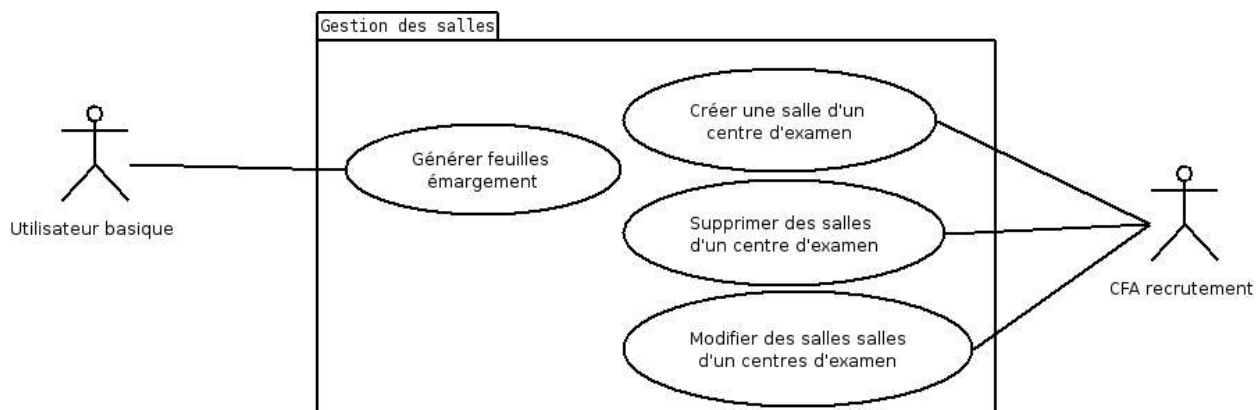 Gestion des salles
Créer une salle d'un
centre d'examen
Générer feuilles
émargement
Utilisateur basique
Supprimer des salles
d'un centre d'examen
CFA recrutement
Modifier des salles salles
d'un centres d'examen